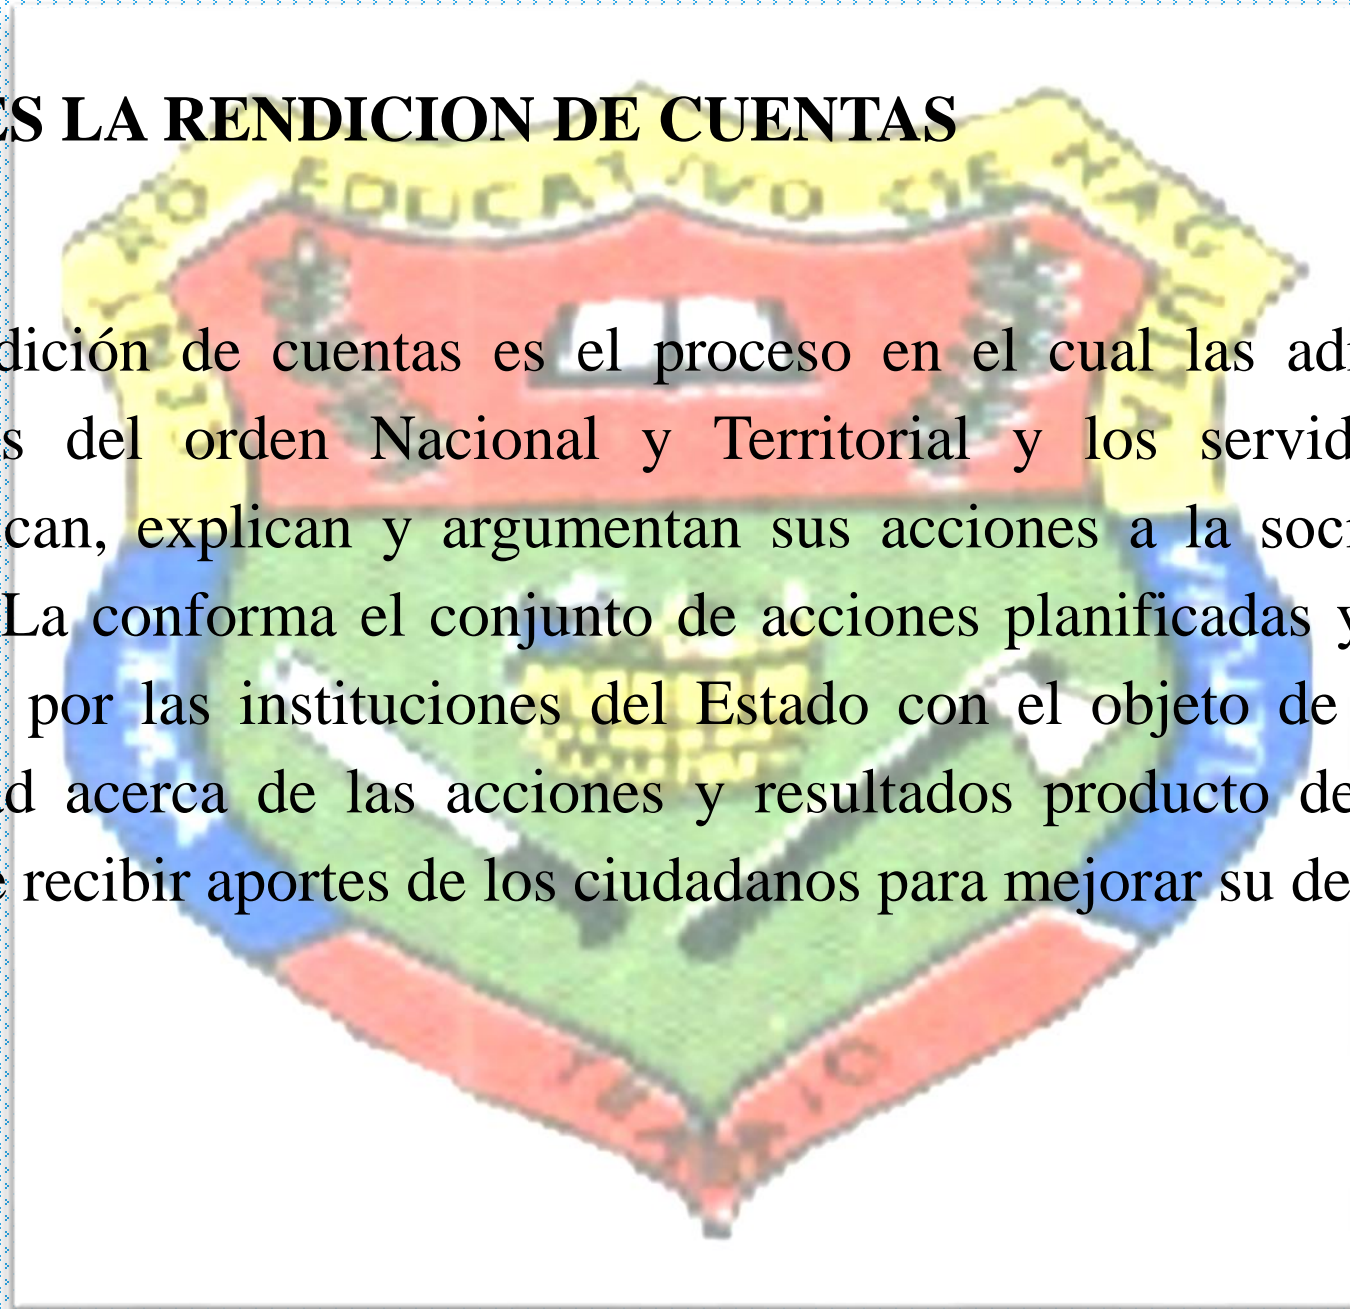 ES LA RENDICION DE CUENTAS
dición de cuentas es el proceso en el cual las
s del orden Nacional y Territorial y los servid
can, explican y argumentan sus acciones a la soci
La conforma el conjunto de acciones planificadas y
por las instituciones del Estado con el objeto de
d acerca de las acciones y resultados producto de
recibir aportes de los ciudadanos para mejorar su de
EDUCATIVO CIENAGUITA